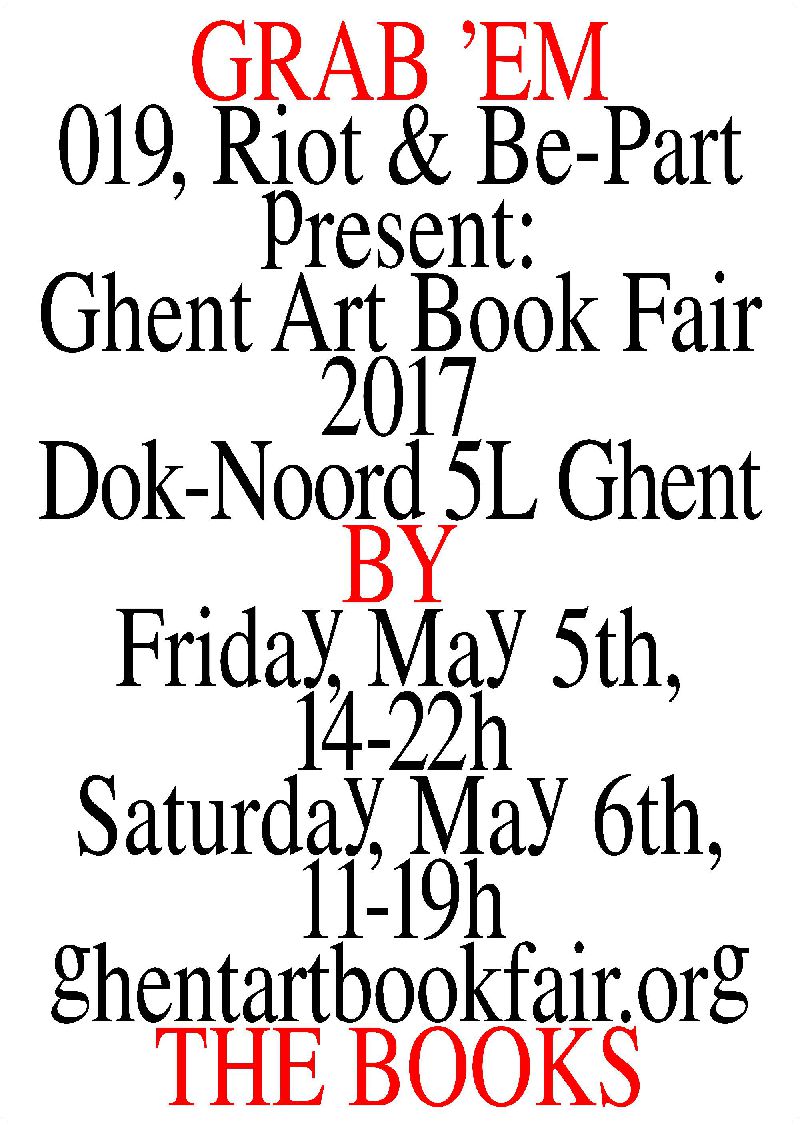 GRAB ’EM
019, Riot & Be-Part
present:
Ghent Art Book Fair
2017
Dok-Noord 5L Ghent
BY
Friday, May 5th,
14-22h
Saturday, May 6th,
11-19h
ghentartbookfair.org
THE BOOKS